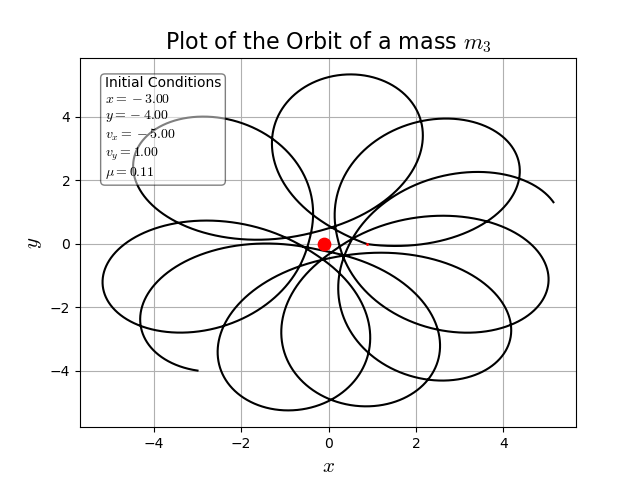 Plot of the Orbit of a mass m₃
Initial Conditions
x = −3.00
y = −4.00
vₓ = −5.00
v_y = 1.00
μ = 0.11
4
2
0
−2
−4
y
−4
−2
0
2
4
x